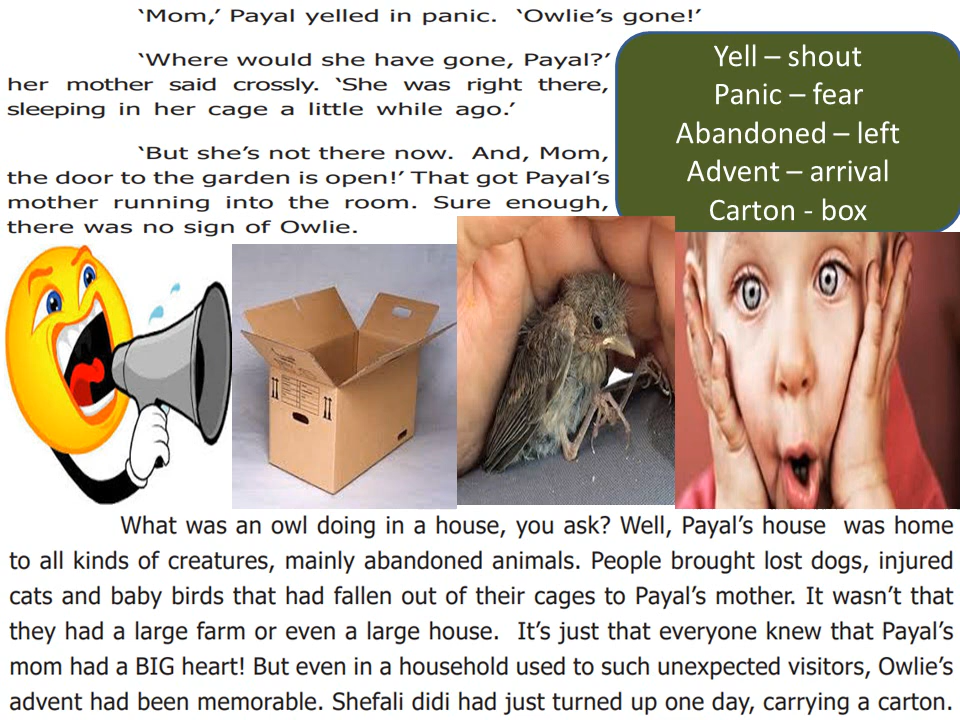 ‘Mom,’ Payal yelled in panic. ‘Owlie’s gone!’
‘Where would she have gone, Payal?’
her mother said crossly. ‘She was right there,
sleeping in her cage a little while ago.’
‘But she’s not there now. And, Mom,
the door to the garden is open!’ That got Payal’s
mother running into the room. Sure enough,
there was no sign of Owlie.
Yell – shout
Panic – fear
Abandoned – left
Advent – arrival
Carton - box
What was an owl doing in a house, you ask? Well, Payal’s house was home
to all kinds of creatures, mainly abandoned animals. People brought lost dogs, injured
cats and baby birds that had fallen out of their cages to Payal’s mother. It wasn’t that
they had a large farm or even a large house. It’s just that everyone knew that Payal’s
mom had a BIG heart! But even in a household used to such unexpected visitors, Owlie’s
advent had been memorable. Shefali didi had just turned up one day, carrying a carton.